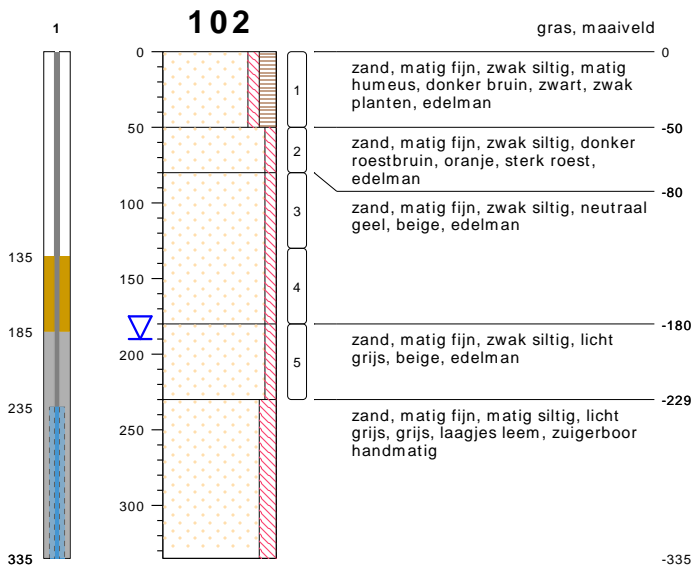 1
102
gras, maaiveld
135
185
235
335
0
50
100
150
200
250
300
1
2
3
4
5
0
zand, matig fijn, zwak siltig, matig
humeus, donker bruin, zwart, zwak
planten, edelman
-50
zand, matig fijn, zwak siltig, donker
roestbruin, oranje, sterk roest,
edelman
-80
zand, matig fijn, zwak siltig, neutraal
geel, beige, edelman
-180
zand, matig fijn, zwak siltig, licht
grijs, beige, edelman
-229
zand, matig fijn, matig siltig, licht
grijs, grijs, laagjes leem, zuigerboor
handmatig
-335